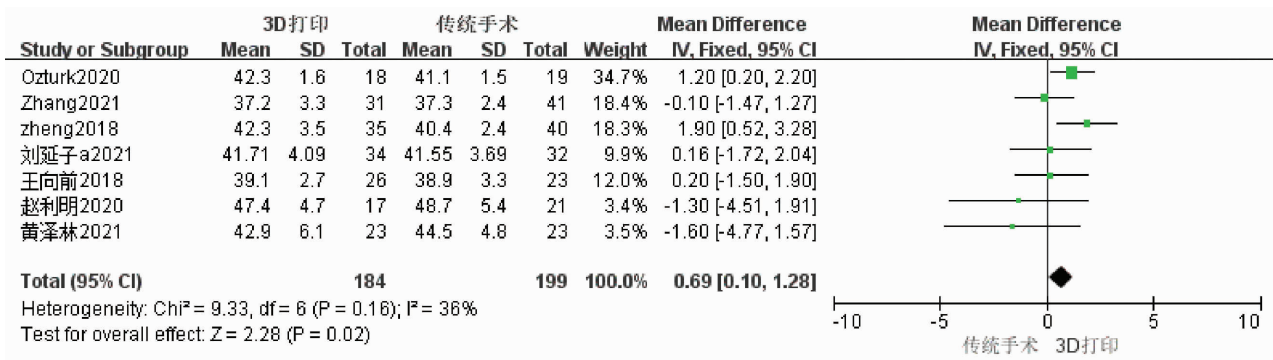 3D打印 传统手术 Mean Difference Mean Difference
Study or Subgroup Mean SD Total Mean SD Total Weight IV, Fixed, 95% CI IV, Fixed, 95% CI
Ozturk2020 42.3 1.6 18 41.1 1.5 19 34.7% 1.20 [0.20, 2.20]
Zhang2021 37.2 3.3 31 37.3 2.4 41 18.4% -0.10 [-1.47, 1.27]
zheng2018 42.3 3.5 35 40.4 2.4 40 18.3% 1.90 [0.52, 3.28]
刘延子a2021 41.71 4.09 34 41.55 3.69 32 9.9% 0.16 [-1.72, 2.04]
王向前2018 39.1 2.7 26 38.9 3.3 23 12.0% 0.20 [-1.50, 1.90]
赵利明2020 47.4 4.7 17 48.7 5.4 21 3.4% -1.30 [-4.51, 1.91]
黄泽林2021 42.9 6.1 23 44.5 4.8 23 3.5% -1.60 [-4.77, 1.57]
Total (95% CI) 184 199 100.0% 0.69 [0.10, 1.28]
Heterogeneity: Chi² = 9.33, df = 6 (P = 0.16); I² = 36%
Test for overall effect: Z = 2.28 (P = 0.02)
-10 -5 0 5 10
传统手术 3D打印